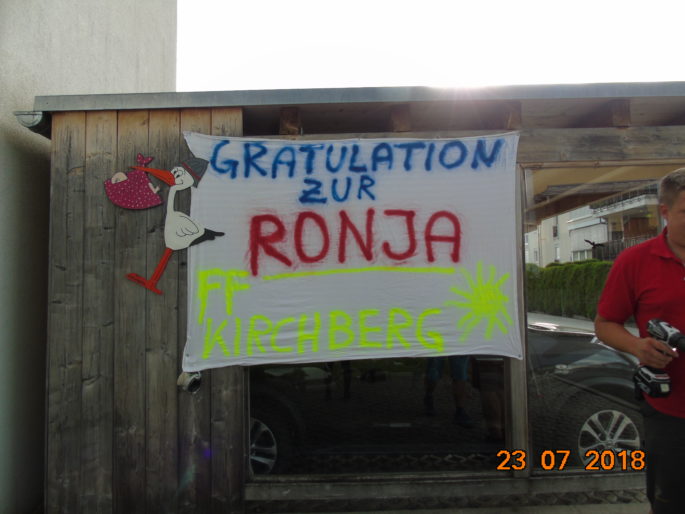 GRATULATION
ZUR
RONJA
FF
KIRCHBERG
23 07 2018